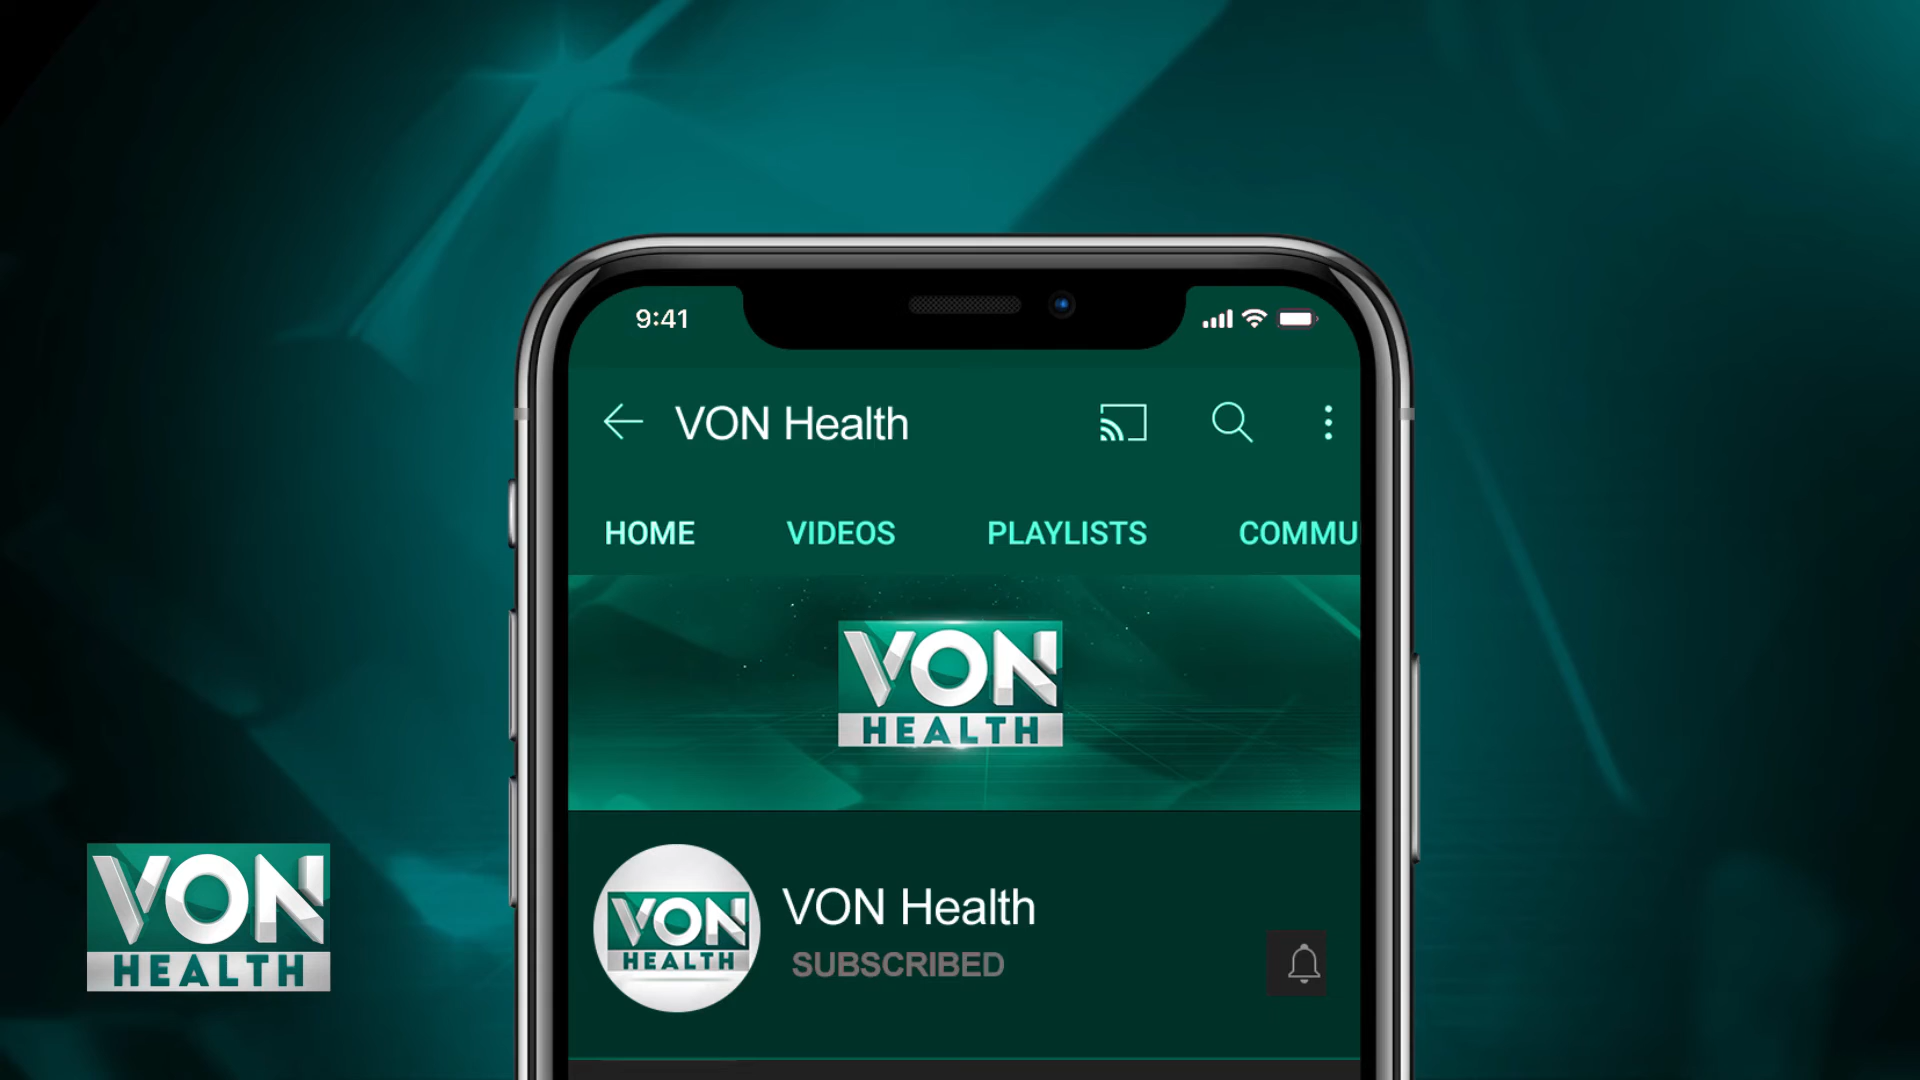 9:41
VON Health
HOME VIDEOS PLAYLISTS COMMU
VON
HEALTH
VON
HEALTH
VON Health
SUBSCRIBED
VON
HEALTH